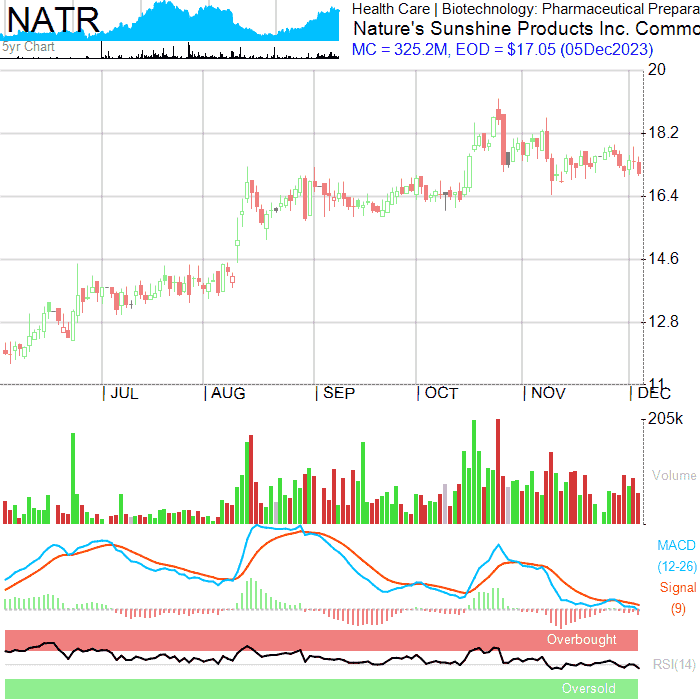 NATR
5yr Chart
Health Care | Biotechnology: Pharmaceutical Prepara
Nature's Sunshine Products Inc. Commo
MC = 325.2M, EOD = $17.05 (05Dec2023)
20
18.2
16.4
14.6
12.8
11
| JUL | AUG | SEP | OCT | NOV | DEC
205k
Volume
MACD
(12-26)
Signal
(9)
Overbought
RSI(14)
Oversold